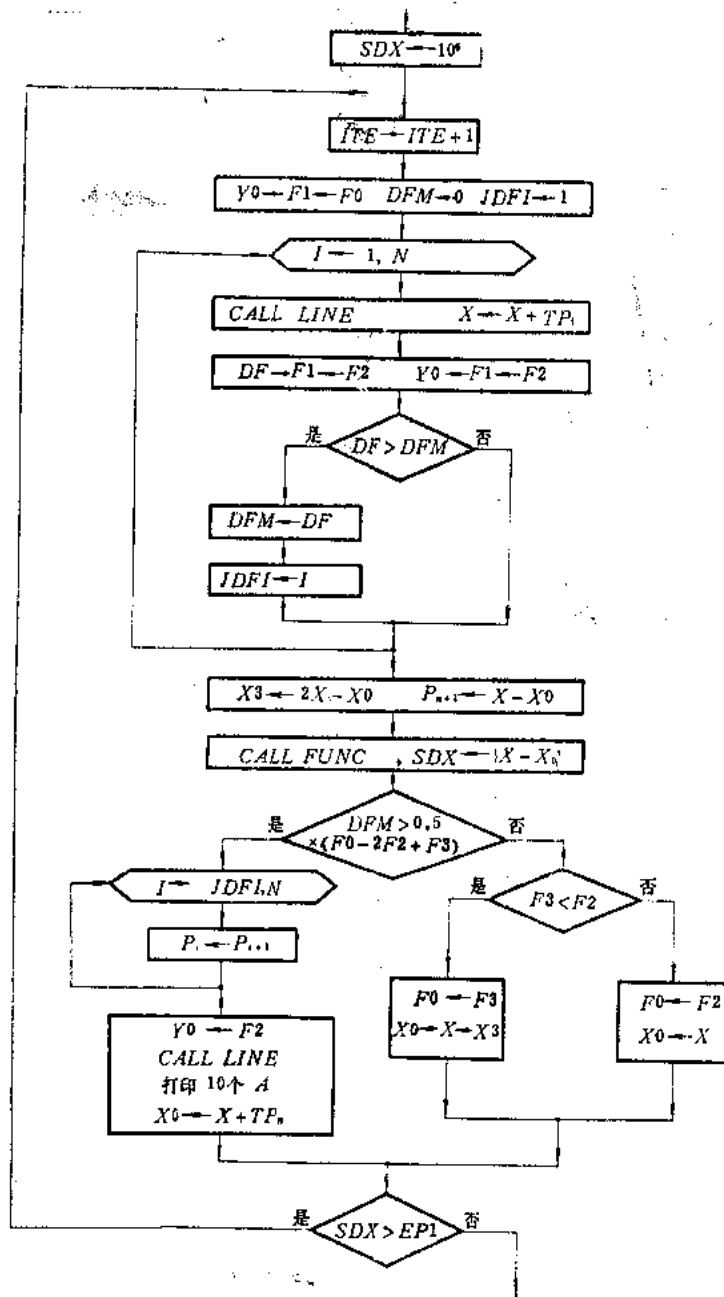 SDX←10⁶
ITE←ITE+1
Y0←F1←F0 DFM→0 JDFI←1
I ← 1, N
CALL LINE X←X+TPᵢ
DF→F1←F2 Y0←F1←F2
是 DF>DFM 否
DFM←DF
JDFI←I
X3←2X-X0 Pₙ₊₁←X-X0
CALL FUNC , SDX←|X-X₀|
是 DFM>0.5 否
×(F0-2F2+F3)
I← JDFI,N
是 F3<F2 否
Pᵢ←Pᵢ₊₁
F0←F3
X0←X←X3
F0←F2
X0←X
Y0←F2
CALL LINE
打印 10个 A
X0←X+TPₙ
是 SDX>EP1 否